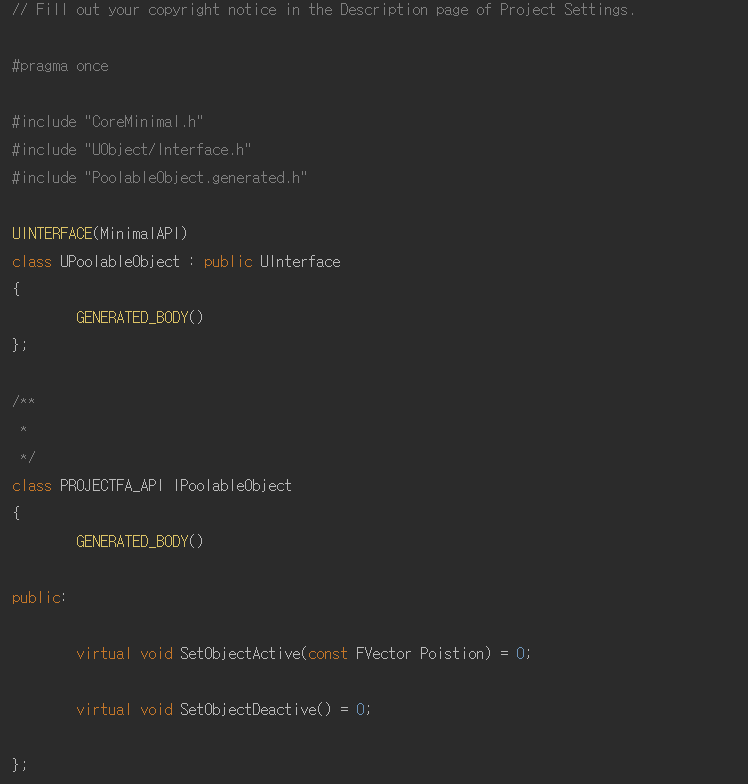 // Fill out your copyright notice in the Description page of Project Settings.
#pragma once
#include "CoreMinimal.h"
#include "UObject/Interface.h"
#include "PoolableObject.generated.h"
UINTERFACE(MinimalAPI)
class UPoolableObject : public UInterface
{
GENERATED_BODY()
};
/**
*
*/
class PROJECTFA_API IPoolableObject
{
GENERATED_BODY()
public:
virtual void SetObjectActive(const FVector Poistion) = 0;
virtual void SetObjectDeactive() = 0;
};